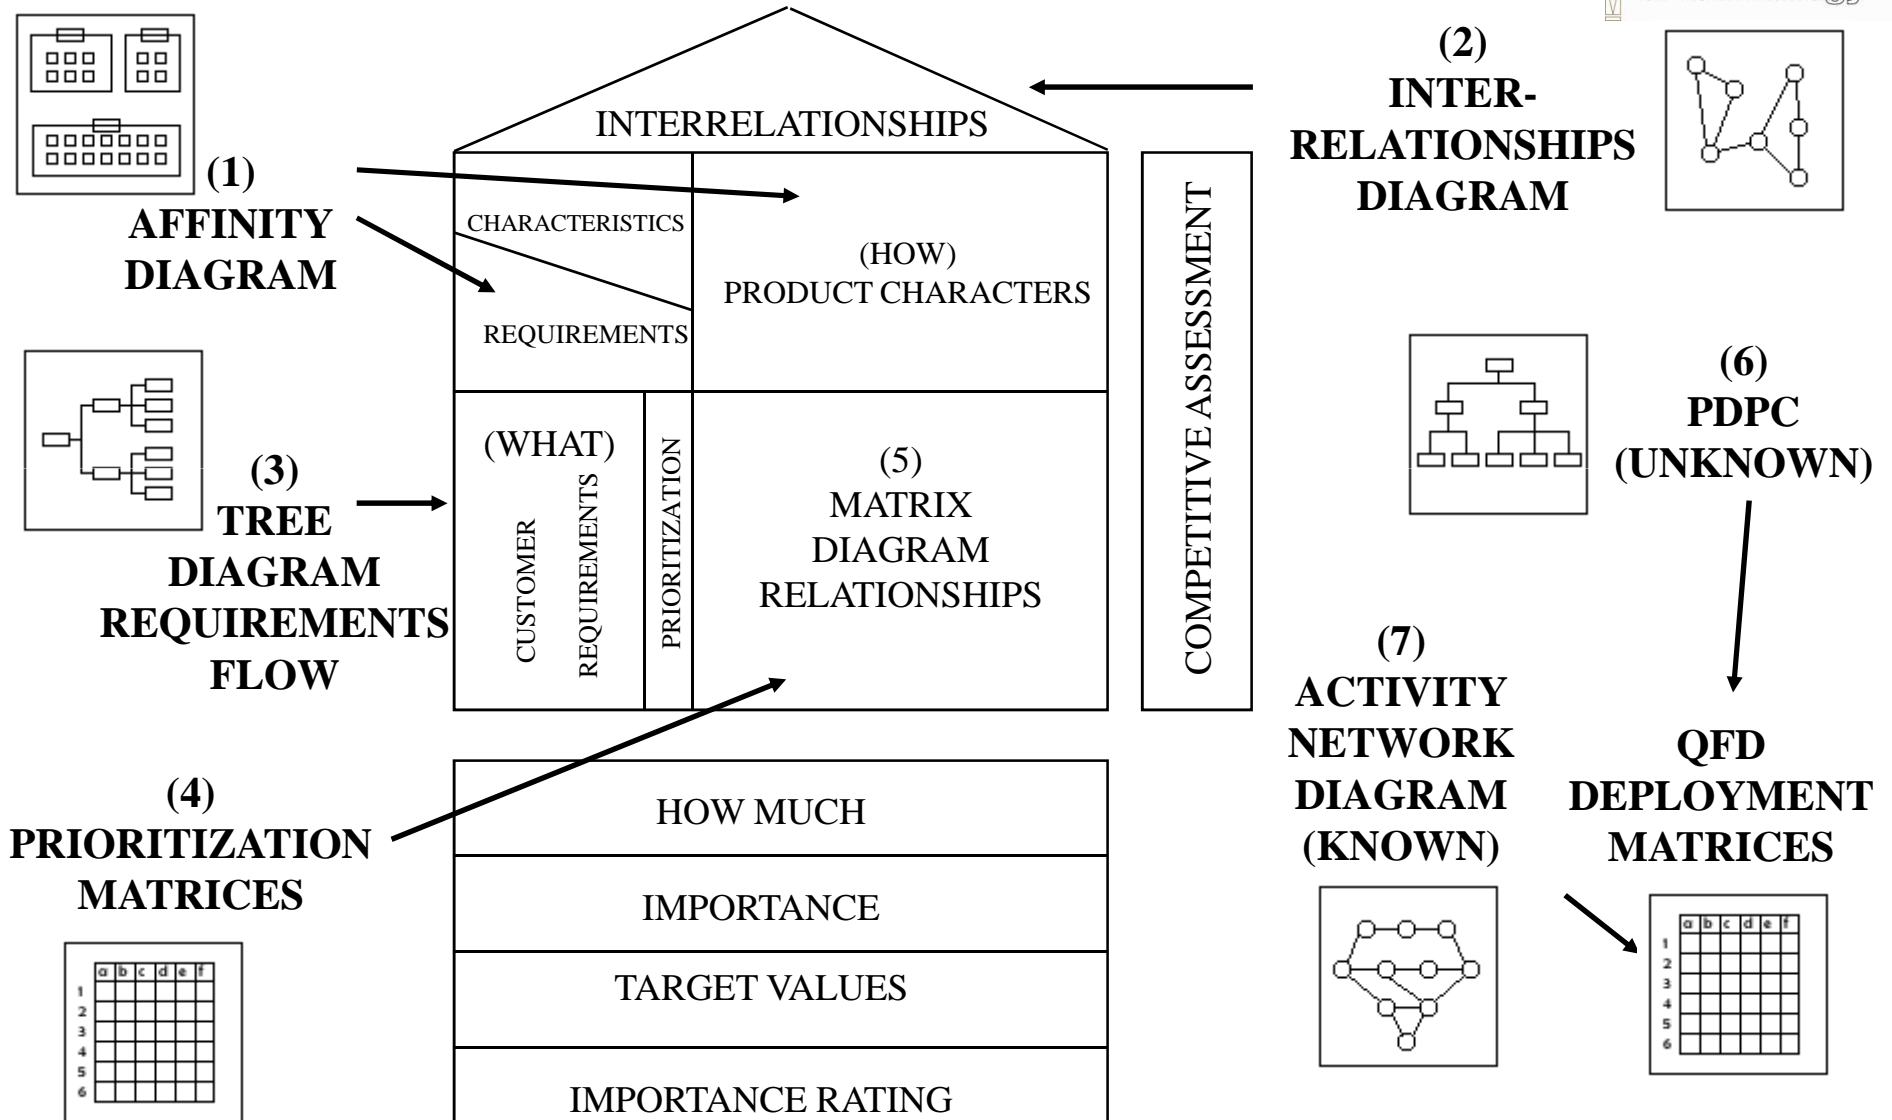 (1)
AFFINITY
DIAGRAM
(2)
INTER-
RELATIONSHIPS
DIAGRAM
INTERRELATIONSHIPS
CHARACTERISTICS
REQUIREMENTS
(HOW)
PRODUCT CHARACTERS
COMPETITIVE ASSESSMENT
(3)
TREE
DIAGRAM
REQUIREMENTS
FLOW
(WHAT)
CUSTOMER
REQUIREMENTS
PRIORITIZATION
(5)
MATRIX
DIAGRAM
RELATIONSHIPS
(6)
PDPC
(UNKNOWN)
(4)
PRIORITIZATION
MATRICES
a b c d e f
1
2
3
4
5
6
HOW MUCH
IMPORTANCE
TARGET VALUES
IMPORTANCE RATING
(7)
ACTIVITY
NETWORK
DIAGRAM
(KNOWN)
QFD
DEPLOYMENT
MATRICES
a b c d e f
1
2
3
4
5
6